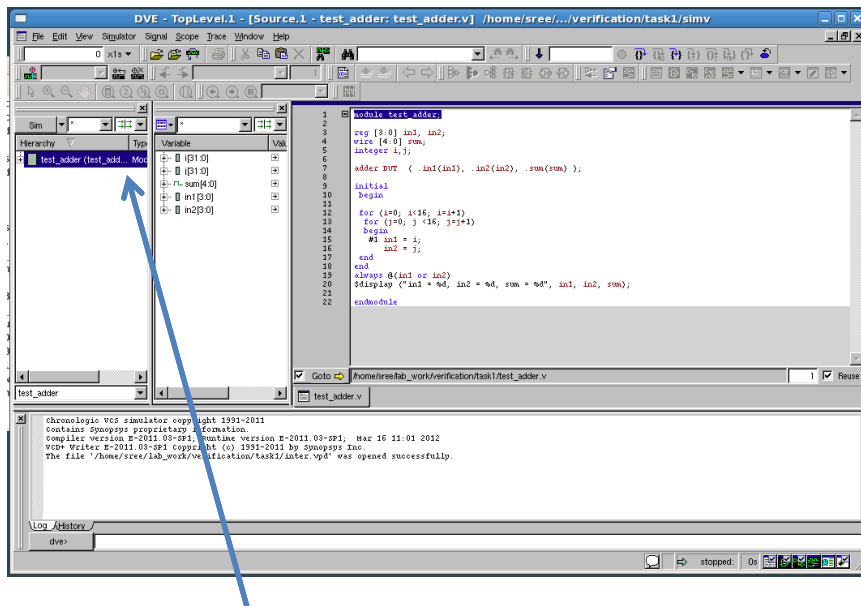 DVE - TopLevel.1 - [Source.1 - test_adder: test_adder.v] /home/sree/.../verification/task1/simv
File Edit View Simulator Signal Scope Trace Window Help
0 x1s
Sim
*
*
Hierarchy
Typ
Variable
Valu
test_adder (test_add... Moc
i[31:0]
j[31:0]
sum[4:0]
in1[3:0]
in2[3:0]
1 module test_adder;
2
3 reg [3:0] in1, in2;
4 wire [4:0] sum;
5 integer i,j;
6
7 adder DUT ( .in1(in1), .in2(in2), .sum(sum) );
8
9 initial
10 begin
11
12 for (i=0; i<16; i=i+1)
13 for (j=0; j <16; j=j+1)
14 begin
15 #1 in1 = i;
16 in2 = j;
17 end
18 end
19 always @(in1 or in2)
20 $display ("in1 = %d, in2 = %d, sum = %d", in1, in2, sum);
21
22 endmodule
Goto /home/sree/lab_work/verification/task1/test_adder.v 1 Reuse
test_adder
test_adder.v
Chronologic VCS simulator copyright 1991-2011
Contains Synopsys proprietary information.
Compiler version E-2011.03-SP1; Runtime version E-2011.03-SP1; Mar 16 11:01 2012
VCD+ Writer E-2011.03-SP1 Copyright (c) 1991-2011 by Synopsys Inc.
The file '/home/sree/lab_work/verification/task1/inter.vpd' was opened successfully.
Log History
dve>
stopped: 0s